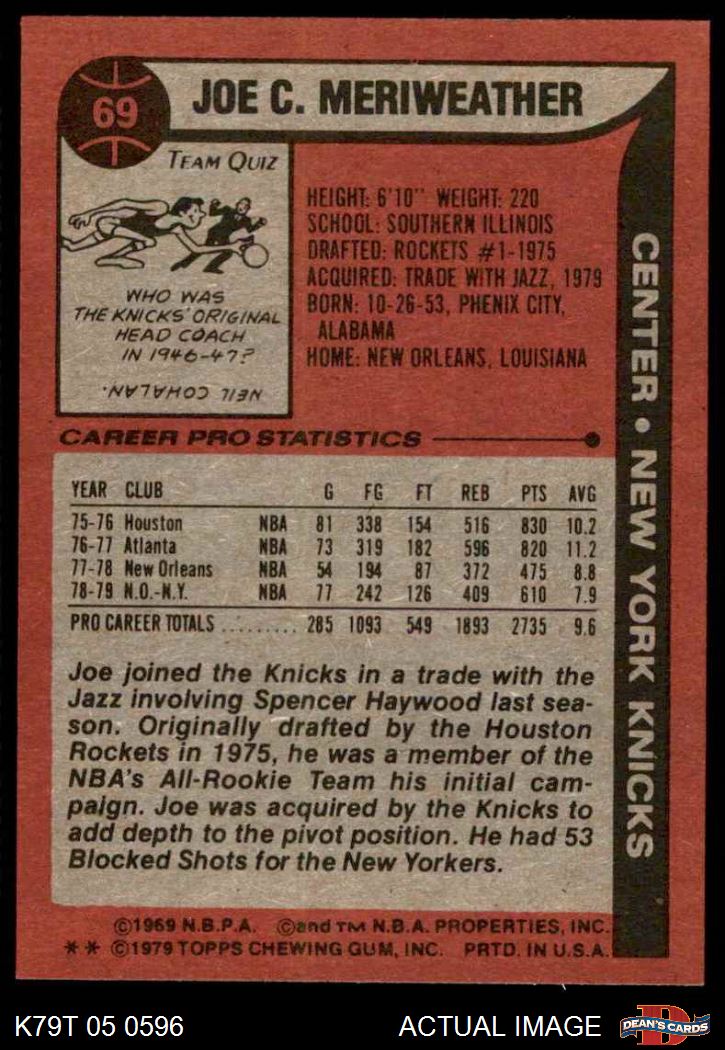 69
JOE C. MERIWEATHER
TEAM QUIZ
WHO WAS
THE KNICKS' ORIGINAL
HEAD COACH
IN 1946-47?
NEIL COHALAN.
HEIGHT: 6'10" WEIGHT: 220
SCHOOL: SOUTHERN ILLINOIS
DRAFTED: ROCKETS #1-1975
ACQUIRED: TRADE WITH JAZZ, 1979
BORN: 10-26-53, PHENIX CITY,
ALABAMA
HOME: NEW ORLEANS, LOUISIANA
CENTER • NEW YORK KNICKS
CAREER PRO STATISTICS
YEAR CLUB G FG FT REB PTS AVG
75-76 Houston NBA 81 338 154 516 830 10.2
76-77 Atlanta NBA 73 319 182 596 820 11.2
77-78 New Orleans NBA 54 194 87 372 475 8.8
78-79 N.O.-N.Y. NBA 77 242 126 409 610 7.9
PRO CAREER TOTALS ......... 285 1093 549 1893 2735 9.6
Joe joined the Knicks in a trade with the
Jazz involving Spencer Haywood last sea-
son. Originally drafted by the Houston
Rockets in 1975, he was a member of the
NBA's All-Rookie Team his initial cam-
paign. Joe was acquired by the Knicks to
add depth to the pivot position. He had 53
Blocked Shots for the New Yorkers.
©1969 N.B.P.A. ©and TM N.B.A. PROPERTIES, INC.
** ©1979 TOPPS CHEWING GUM, INC. PRTD. IN U.S.A.
K79T 05 0596 ACTUAL IMAGE
D
DEAN'S CARDS